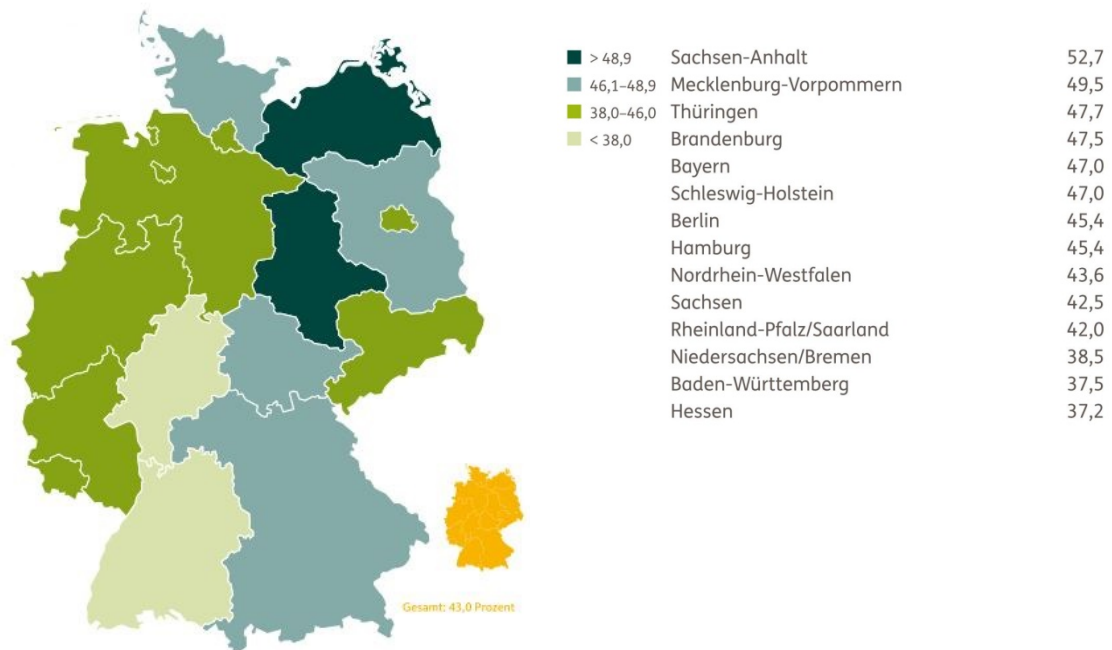 > 48,9 Sachsen-Anhalt 52,7
46,1–48,9 Mecklenburg-Vorpommern 49,5
38,0–46,0 Thüringen 47,7
< 38,0 Brandenburg 47,5
Bayern 47,0
Schleswig-Holstein 47,0
Berlin 45,4
Hamburg 45,4
Nordrhein-Westfalen 43,6
Sachsen 42,5
Rheinland-Pfalz/Saarland 42,0
Niedersachsen/Bremen 38,5
Baden-Württemberg 37,5
Hessen 37,2
Gesamt: 43,0 Prozent